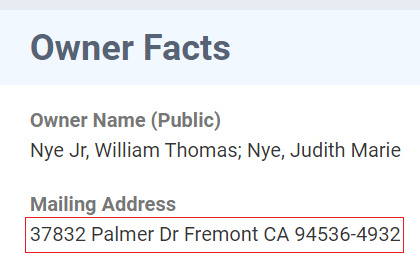 Owner Facts
Owner Name (Public)
Nye Jr, William Thomas; Nye, Judith Marie
Mailing Address
37832 Palmer Dr Fremont CA 94536-4932